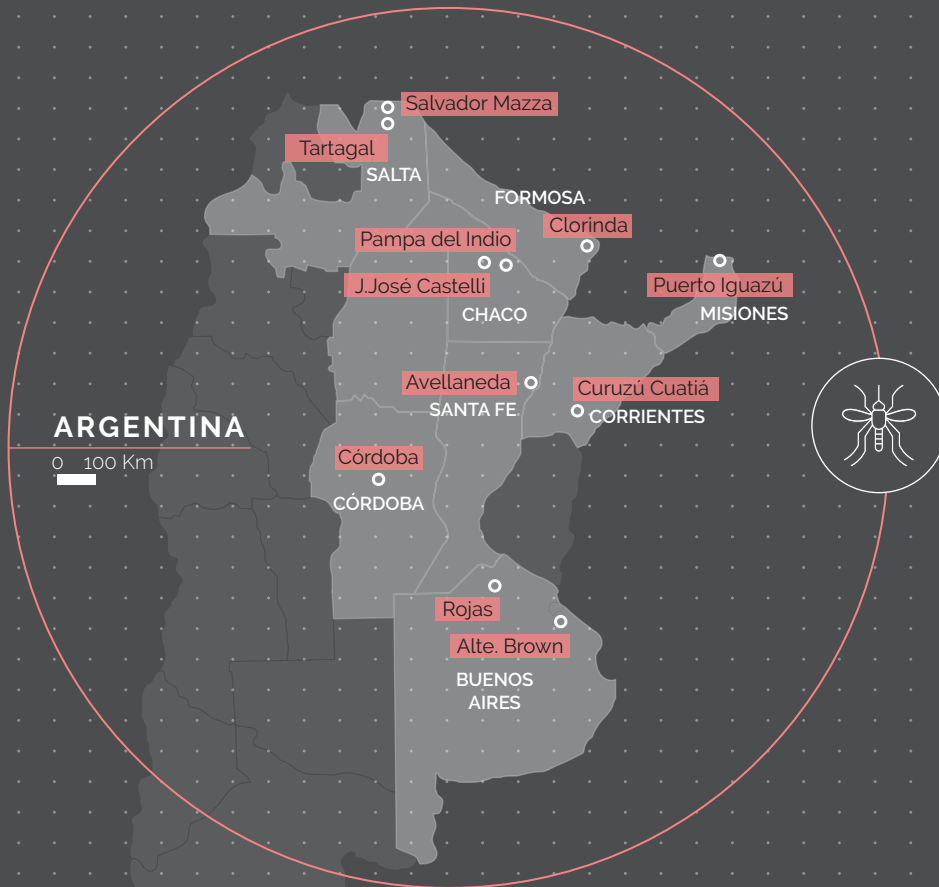 Salvador Mazza
Tartagal
SALTA
FORMOSA
Clorinda
Pampa del Indio
J.José Castelli
Puerto Iguazú
CHACO
MISIONES
Avellaneda
SANTA FE
Curuzú Cuatiá
CORRIENTES
ARGENTINA
0 100 Km
Córdoba
CÓRDOBA
Rojas
Alte. Brown
BUENOS
AIRES